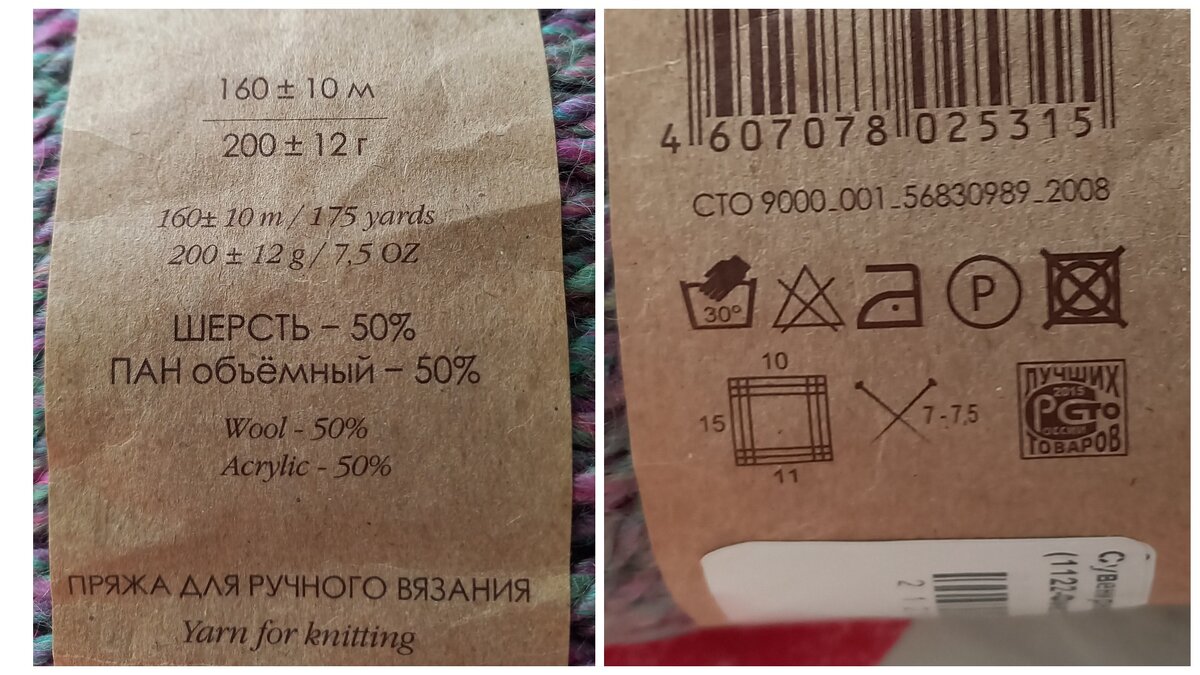 160 ± 10 м
200 ± 12 г
160± 10 m / 175 yards
200 ± 12 g / 7,5 OZ
ШЕРСТЬ – 50%
ПАН объёмный – 50%
Wool - 50%
Acrylic - 50%
ПРЯЖА ДЛЯ РУЧНОГО ВЯЗАНИЯ
Yarn for knitting
4 607078 025315
СТО 9000_001_56830989_2008
30°
P
10
15
11
7 - 7,5
ЛУЧШИХ
2015
СТО
РОССИИ
ТОВАРОВ